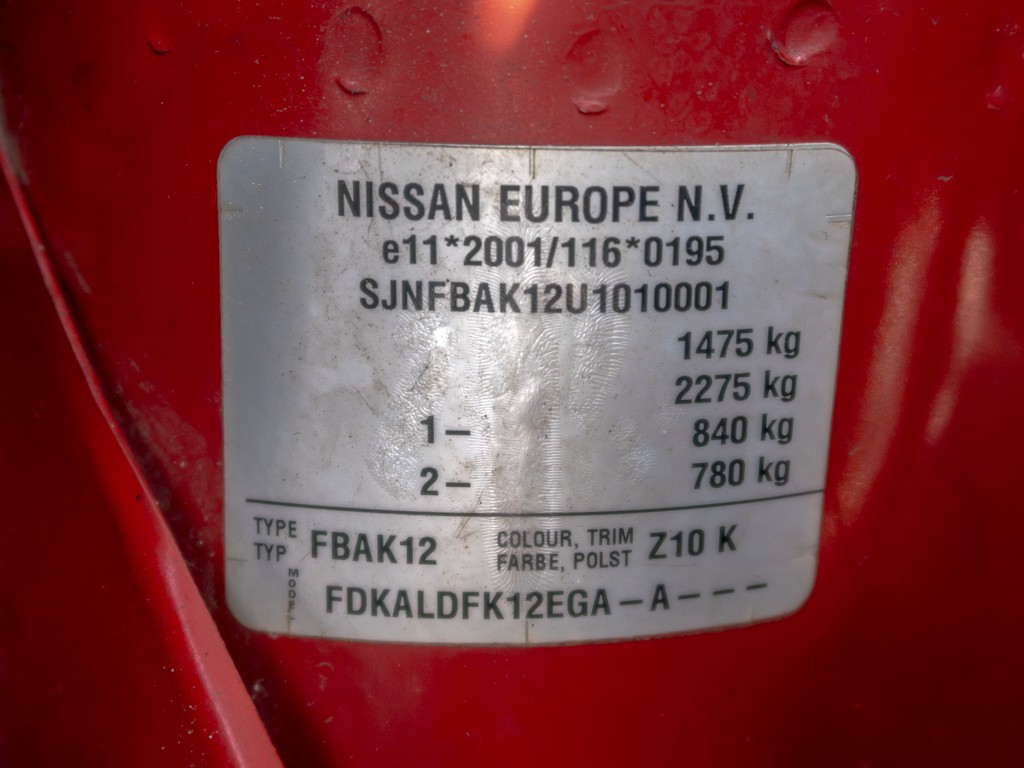 NISSAN EUROPE N.V.
e11*2001/116*0195
SJNFBAK12U1010001
1475 kg
2275 kg
1– 840 kg
2– 780 kg
TYPE TYP FBAK12 COLOUR, TRIM FARBE, POLST Z10 K
MODEL FDKALDFK12EGA–A–––